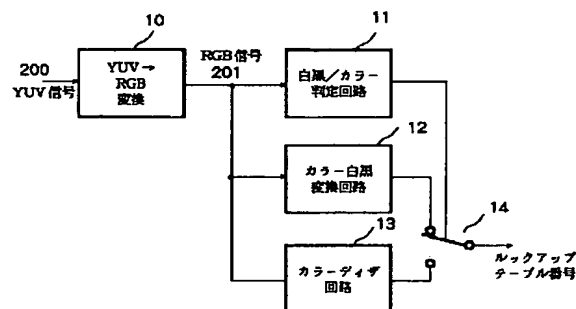 10
200
YUV信号
YUV→
RGB
変換
RGB信号
201
11
白黒／カラー
判定回路
12
カラー白黒
変換回路
13
カラーディザ
回路
14
ルックアップ
テーブル番号